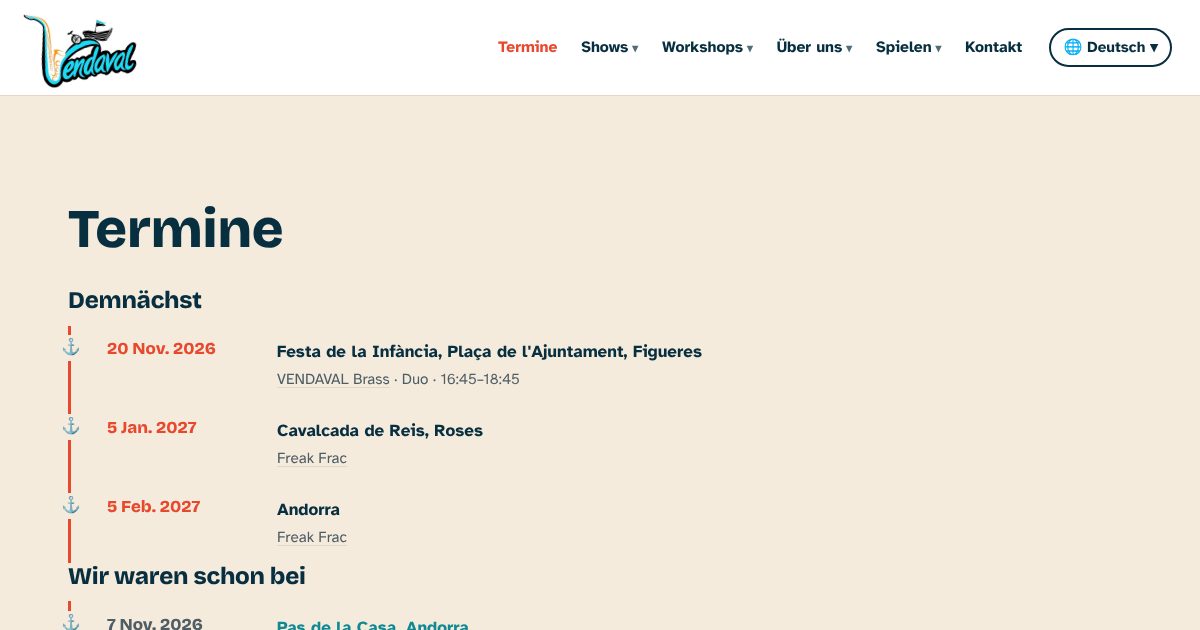 Vendaval
Termine
Shows ▾
Workshops ▾
Über uns ▾
Spielen ▾
Kontakt
🌐 Deutsch ▾
Termine
Demnächst
20 Nov. 2026
Festa de la Infància, Plaça de l'Ajuntament, Figueres
VENDAVAL Brass · Duo · 16:45–18:45
5 Jan. 2027
Cavalcada de Reis, Roses
Freak Frac
5 Feb. 2027
Andorra
Freak Frac
Wir waren schon bei
7 Nov. 2026
Pas de la Casa, Andorra